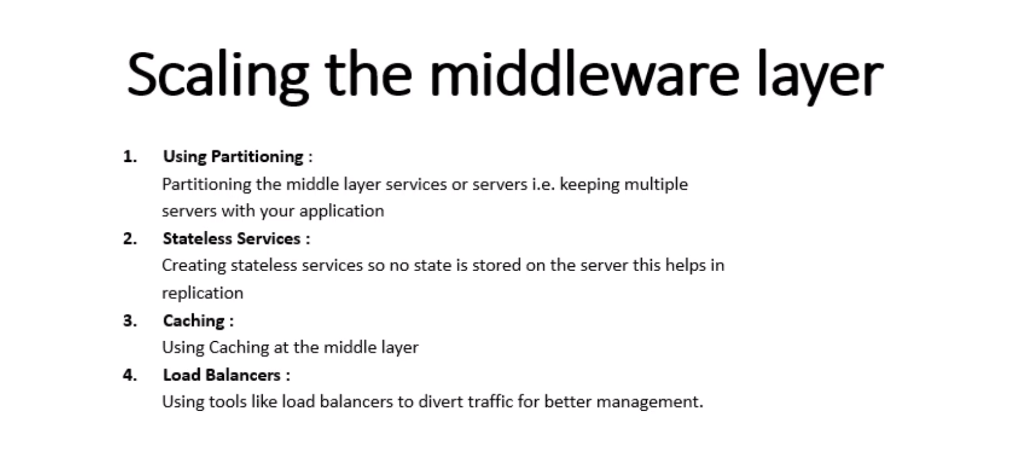 Scaling the middleware layer
1. Using Partitioning :
Partitioning the middle layer services or servers i.e. keeping multiple
servers with your application
2. Stateless Services :
Creating stateless services so no state is stored on the server this helps in
replication
3. Caching :
Using Caching at the middle layer
4. Load Balancers :
Using tools like load balancers to divert traffic for better management.